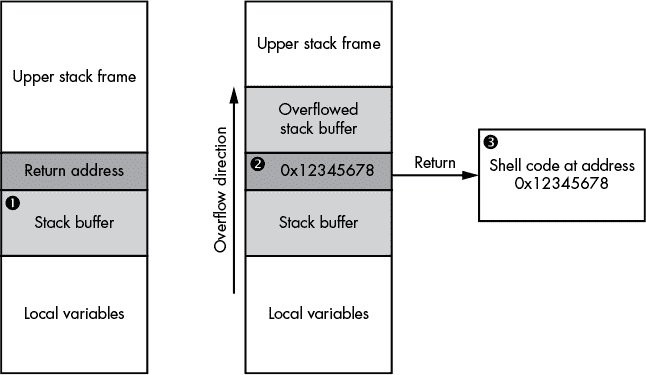 Upper stack frame
Return address
❶
Stack buffer
Local variables
Overflow direction
Upper stack frame
Overflowed
stack buffer
❷ 0x12345678
Stack buffer
Local variables
Return
❸
Shell code at address
0x12345678